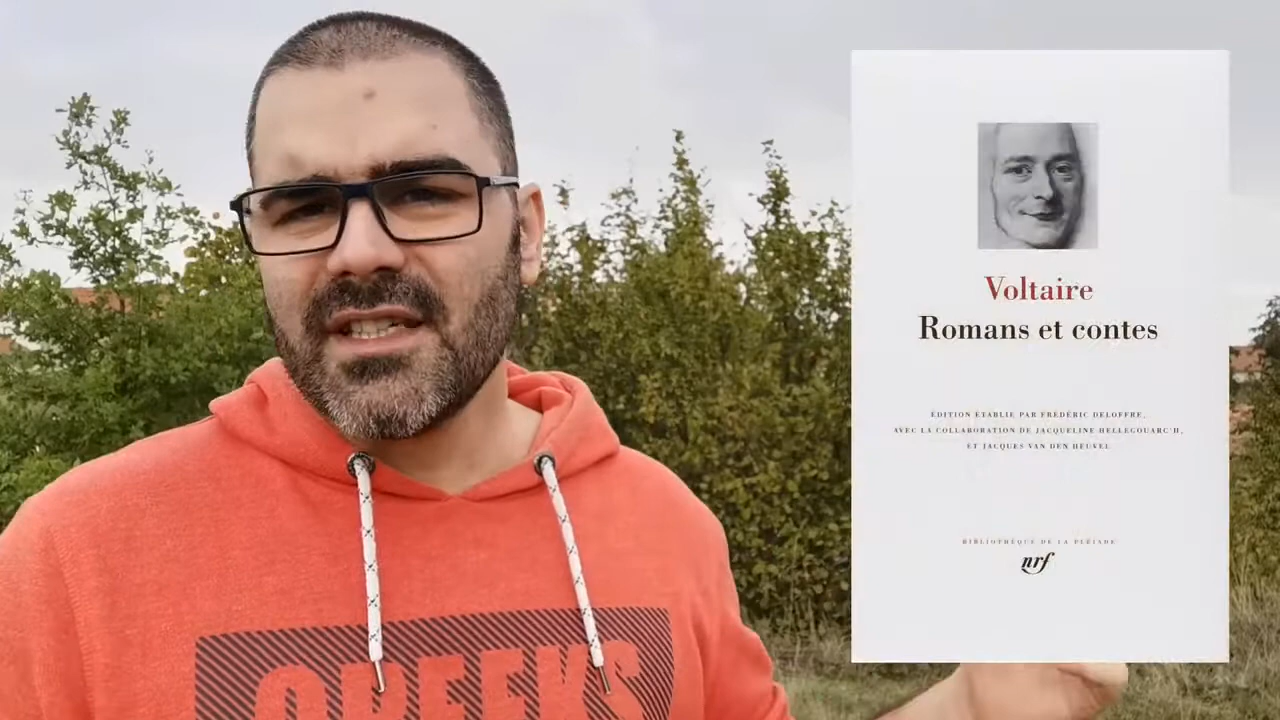 Voltaire
Romans et contes
ÉDITION ÉTABLIE PAR FRÉDÉRIC DELOFFRE,
AVEC LA COLLABORATION DE JACQUELINE HELLEGOUARC'H,
ET JACQUES VAN DEN HEUVEL
BIBLIOTHÈQUE DE LA PLÉIADE
nrf